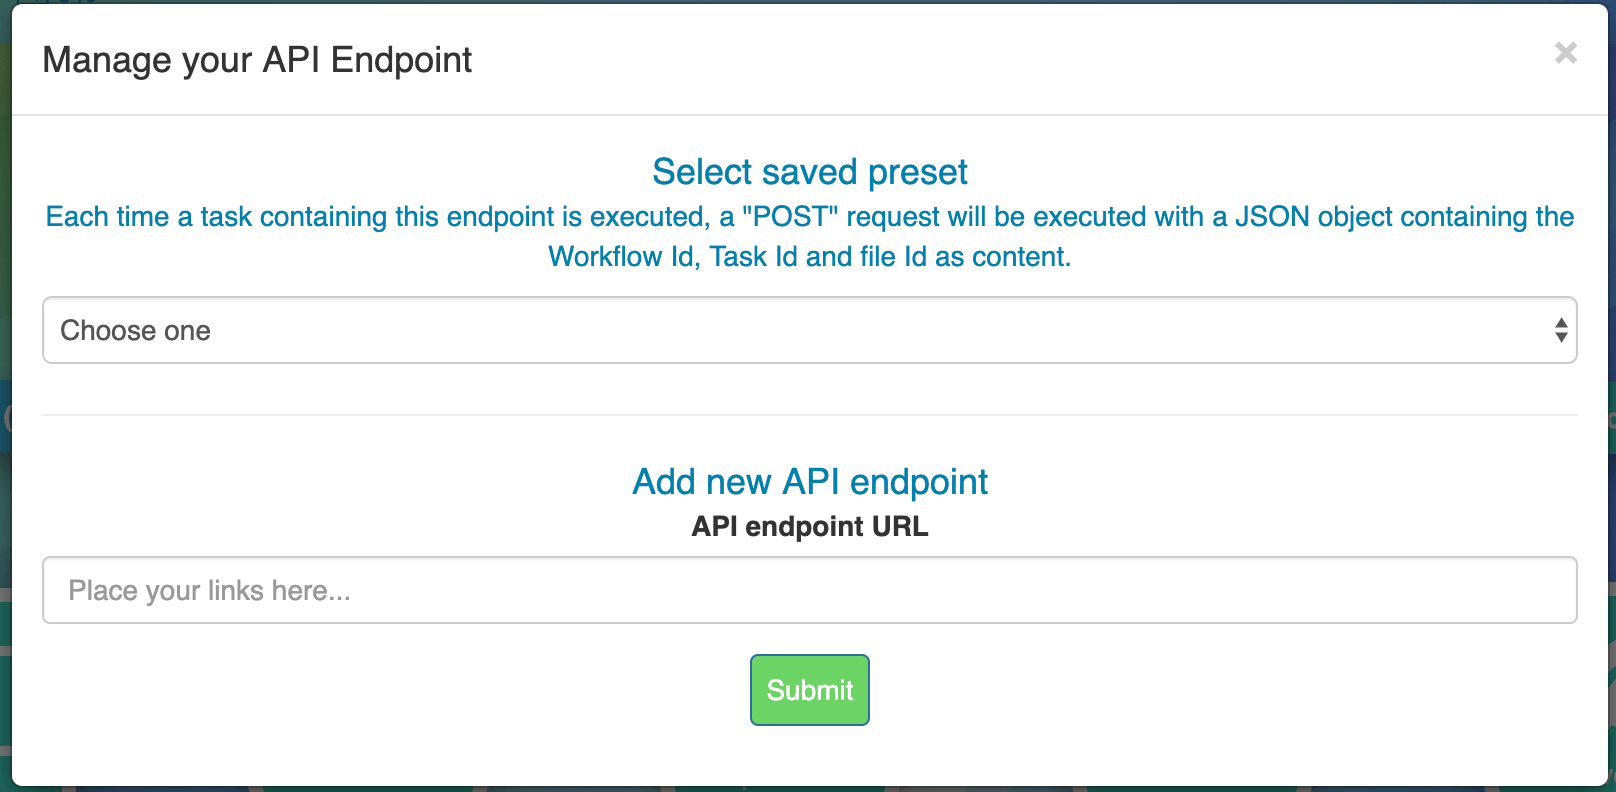 Manage your API Endpoint
×
Select saved preset
Each time a task containing this endpoint is executed, a "POST" request will be executed with a JSON object containing the
Workflow Id, Task Id and file Id as content.
Choose one
Add new API endpoint
API endpoint URL
Place your links here...
Submit